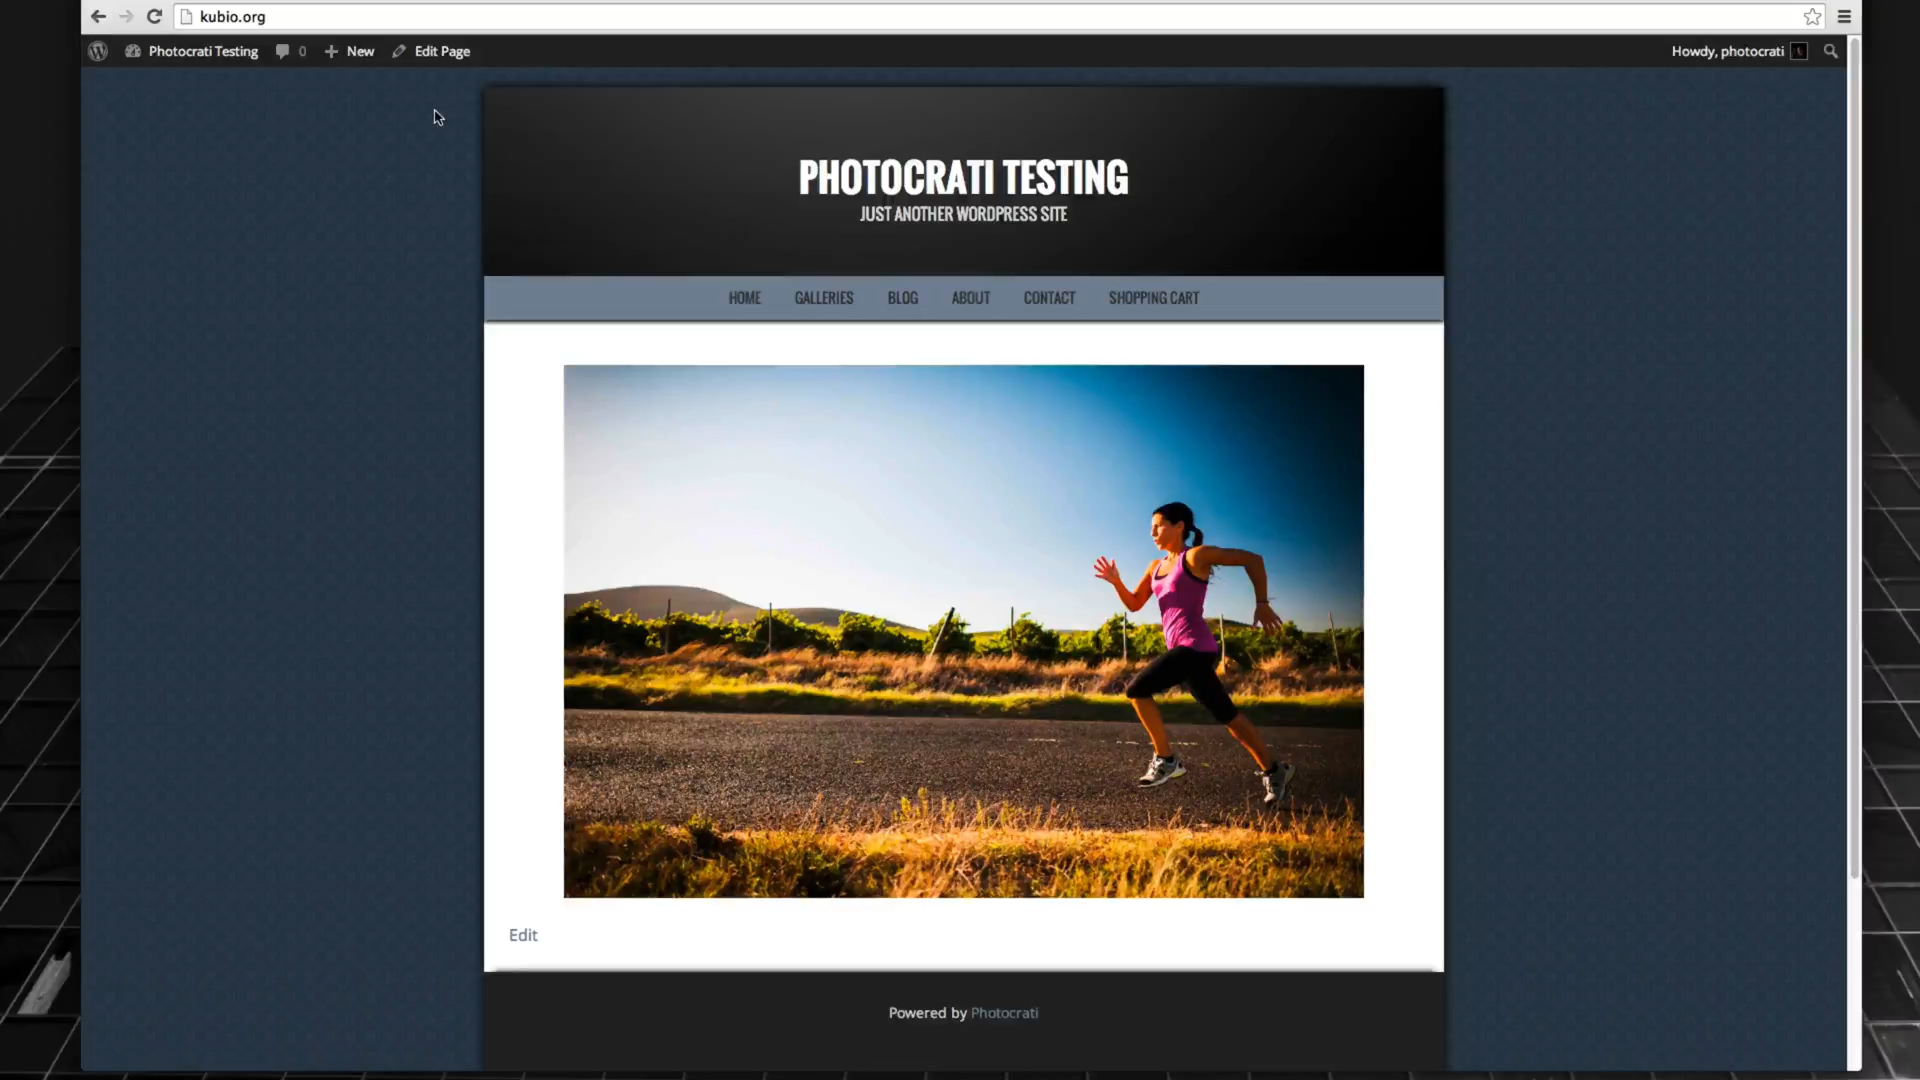 kubio.org
Photocrati Testing 0 New Edit Page Howdy, photocrati
PHOTOCRATI TESTING
JUST ANOTHER WORDPRESS SITE
HOME GALLERIES BLOG ABOUT CONTACT SHOPPING CART
Edit
Powered by Photocrati